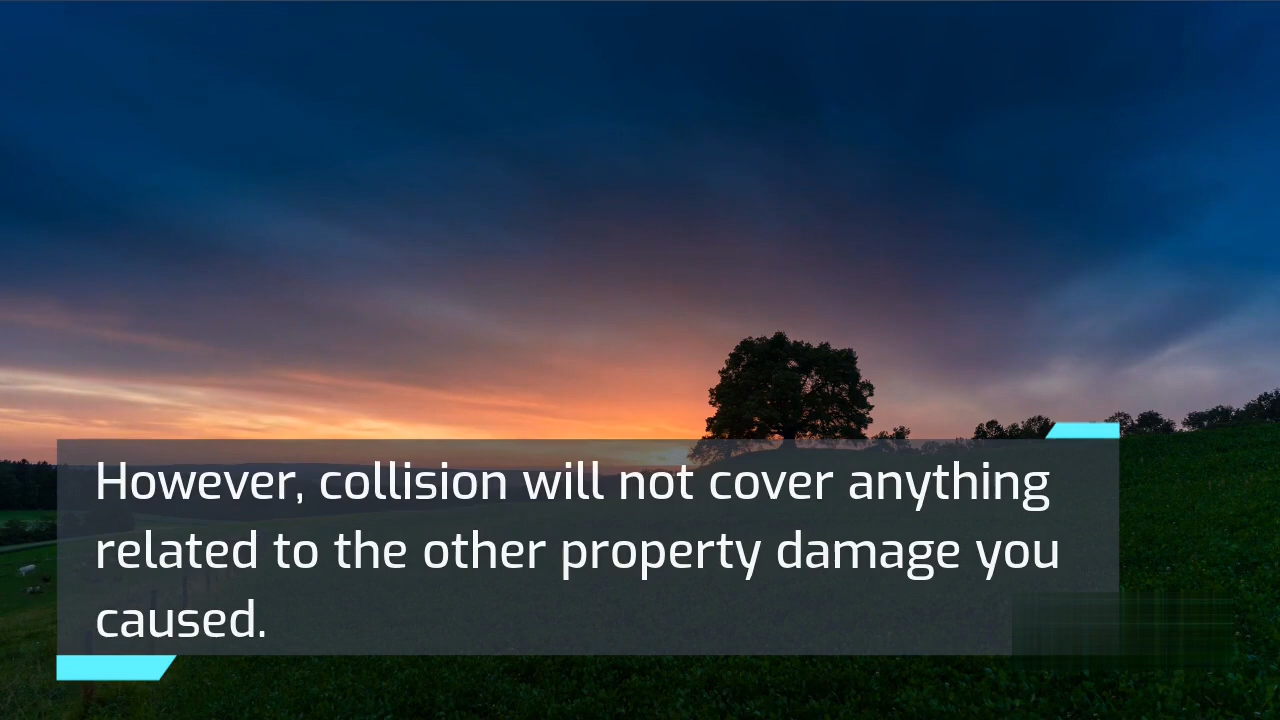 However, collision will not cover anything
related to the other property damage you
caused.